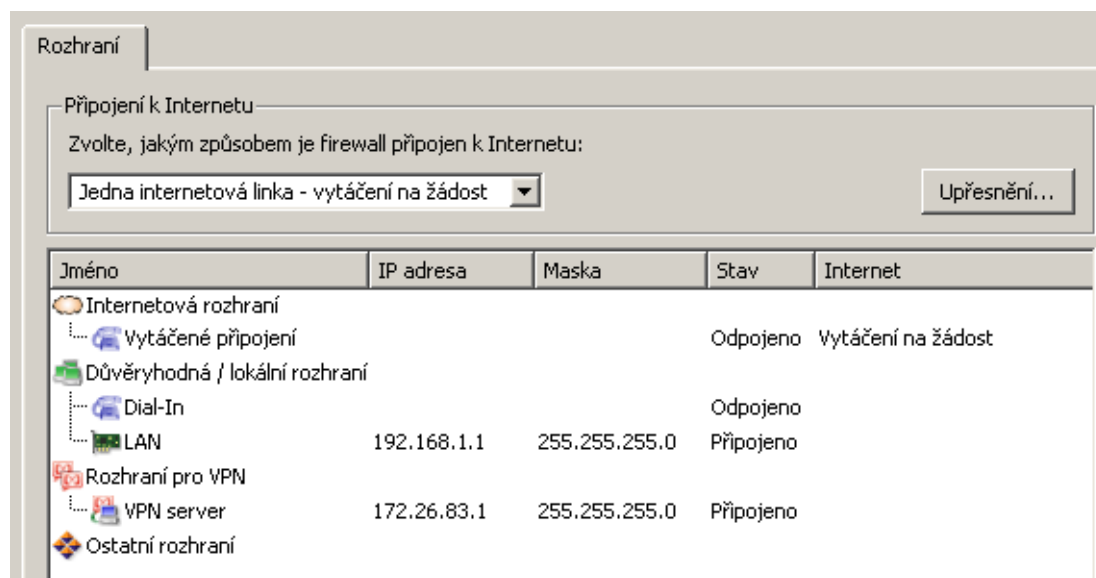 Rozhraní
Připojení k Internetu
Zvolte, jakým způsobem je firewall připojen k Internetu:
Jedna internetová linka - vytáčení na žádost
Upřesnění...
Jméno IP adresa Maska Stav Internet
Internetová rozhraní
Vytáčené připojení Odpojeno Vytáčení na žádost
Důvěryhodná / lokální rozhraní
Dial-In Odpojeno
LAN 192.168.1.1 255.255.255.0 Připojeno
Rozhraní pro VPN
VPN server 172.26.83.1 255.255.255.0 Připojeno
Ostatní rozhraní